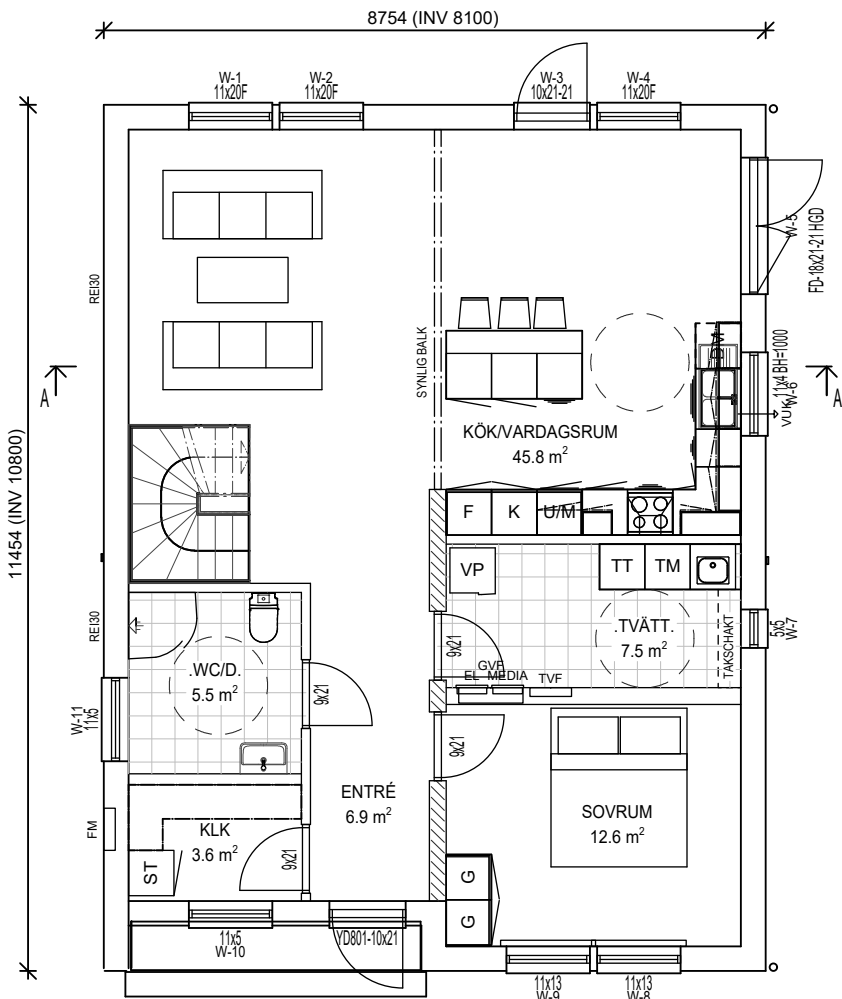 8754 (INV 8100)
W-1
11x20F
W-2
11x20F
W-3
10x21-21
W-4
11x20F
W-5
FD-18x21-21 HGD
REI30
SYNLIG BALK
DM
11x4 BH=1000
W-6
VUK
A
A
KÖK/VARDAGSRUM
45.8 m²
11454 (INV 10800)
F
K
U/M
VP
TT
TM
.TVÄTT.
7.5 m²
TAKSCHAKT
5x5
W-7
REI30
.WC/D.
5.5 m²
9x21
9x21
GVF
EL
MEDIA
TVF
W-11
11x5
9x21
ENTRÉ
6.9 m²
SOVRUM
12.6 m²
FM
KLK
3.6 m²
ST
9x21
G
G
11x5
W-10
YD801-10x21
11x13
W-9
11x13
W-8